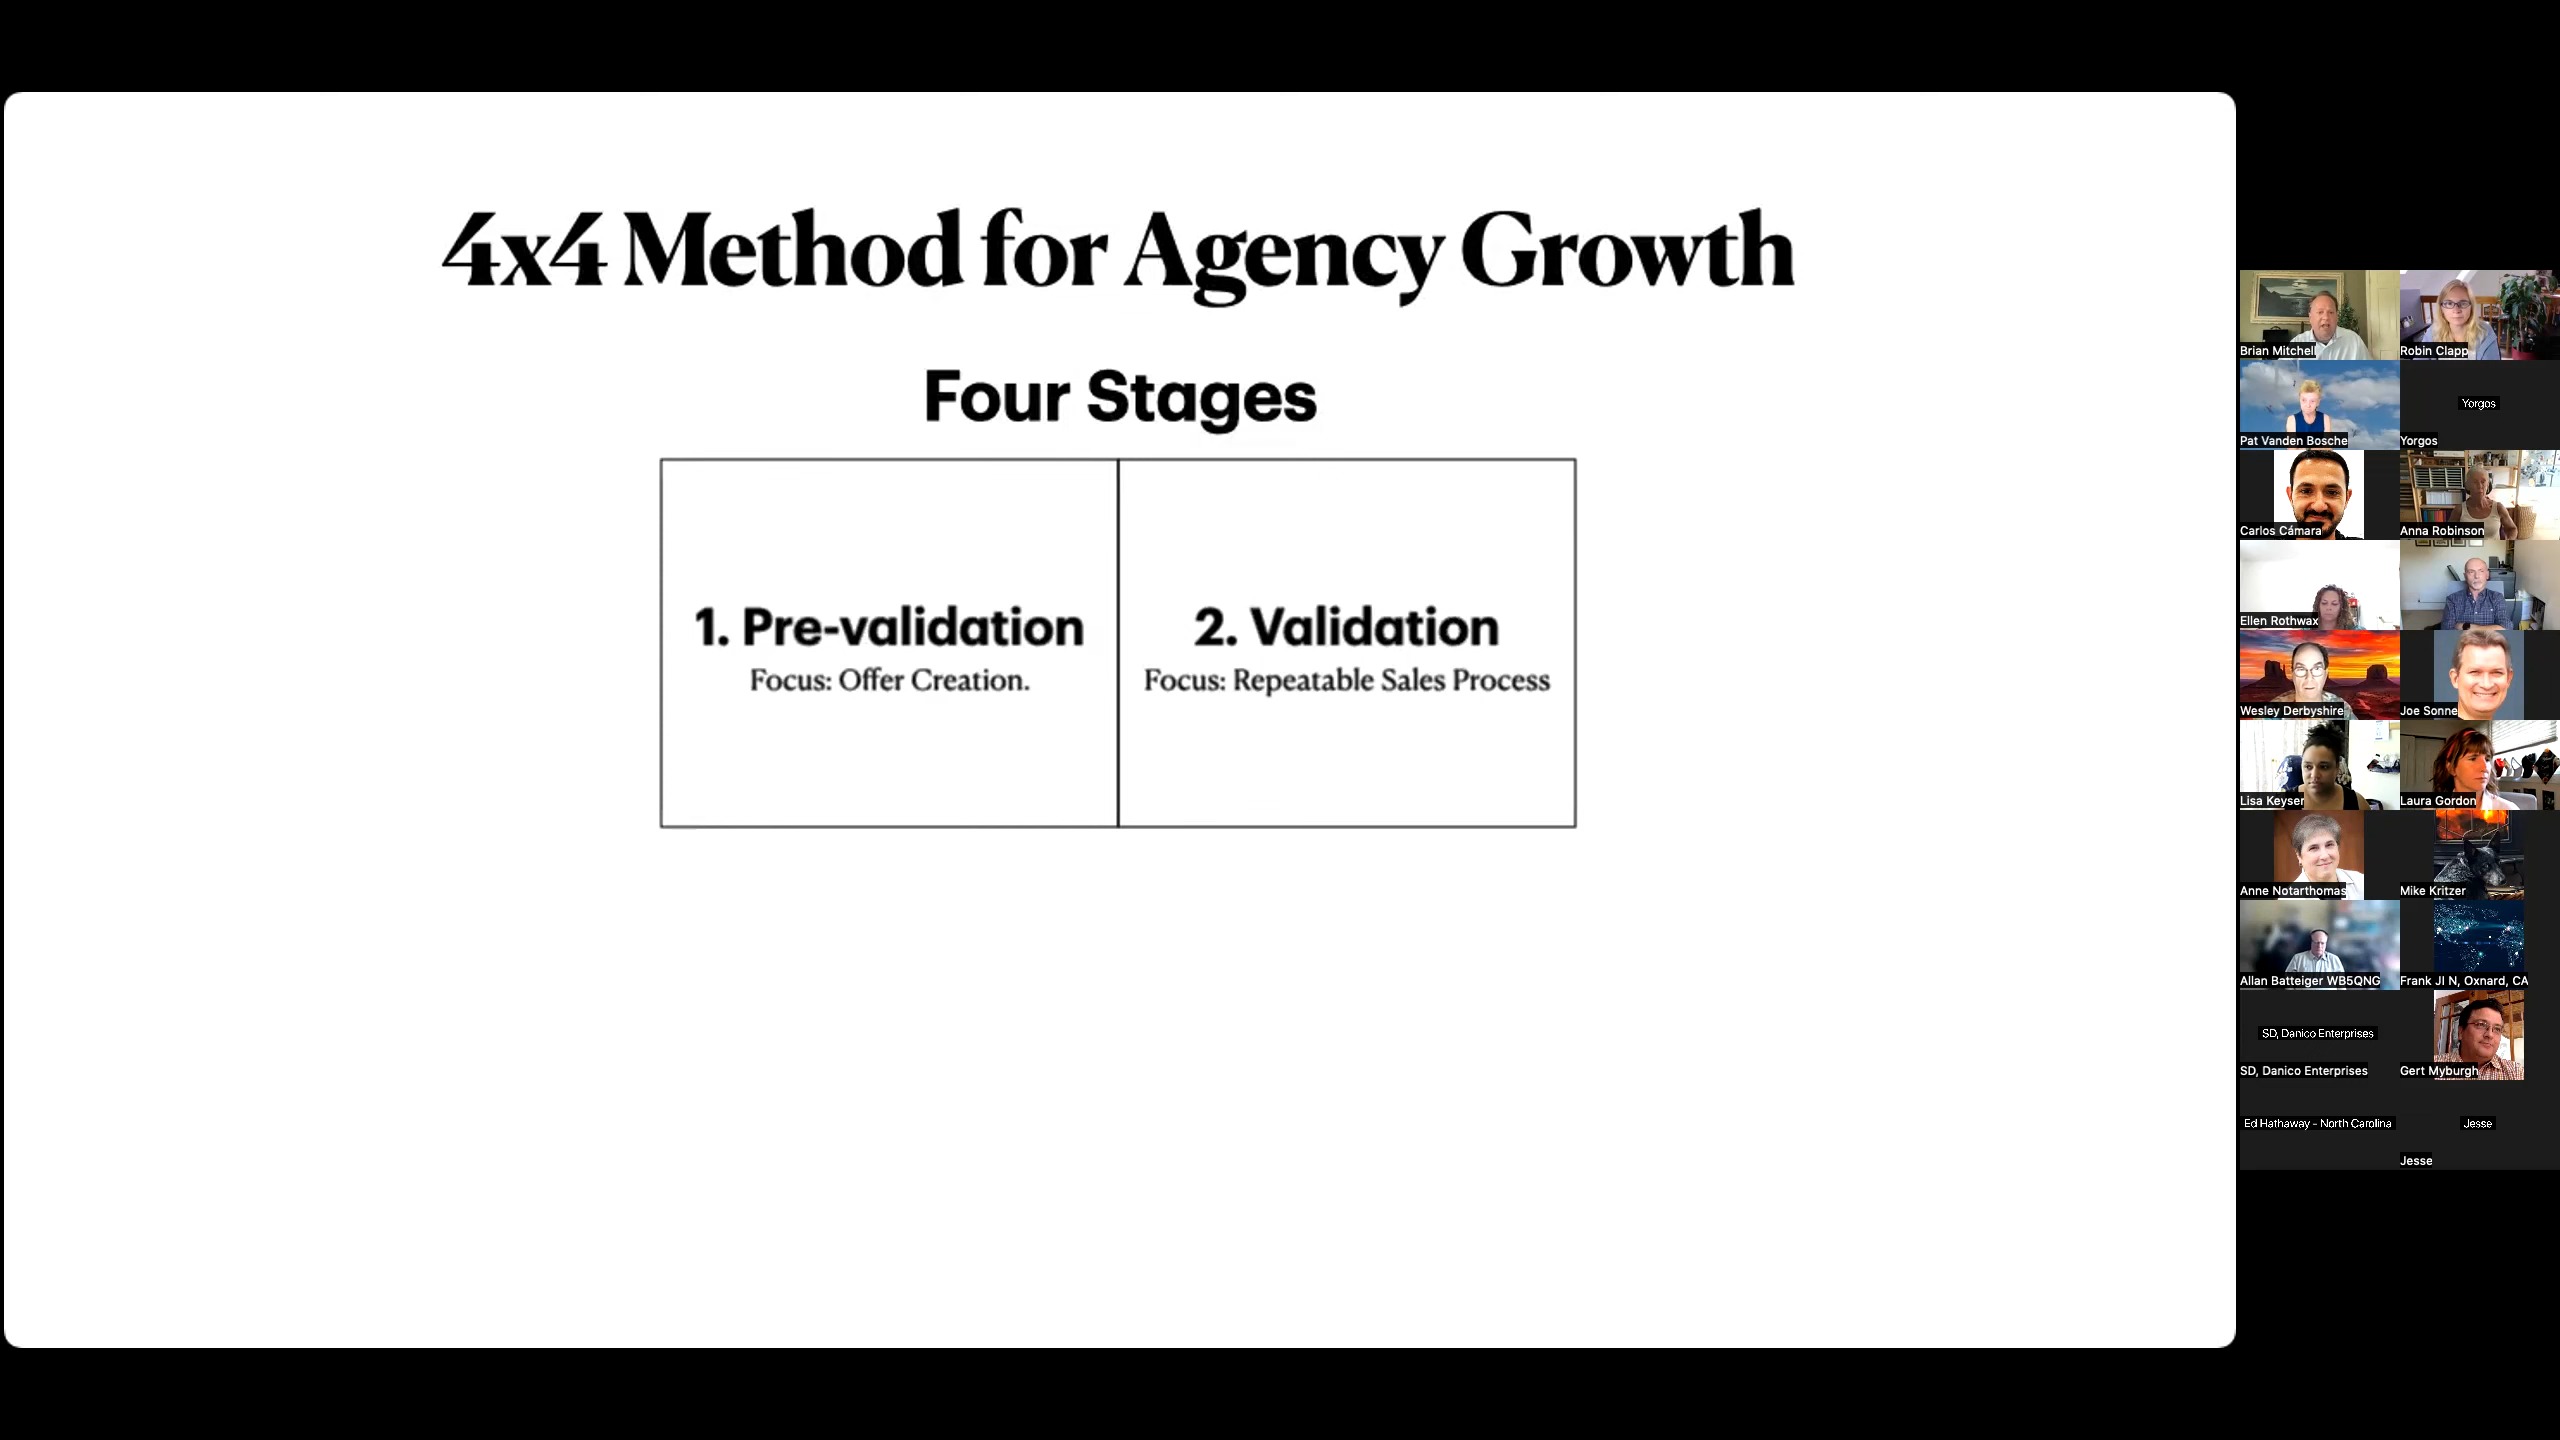 4x4 Method for Agency Growth
Four Stages
1. Pre-validation
Focus: Offer Creation.
2. Validation
Focus: Repeatable Sales Process
Brian Mitchell
Robin Clapp
Pat Vanden Bosche
Yorgos
Yorgos
Carlos Cámara
Anna Robinson
Ellen Rothwax
Wesley Derbyshire
Joe Sonne
Lisa Keyser
Laura Gordon
Anne Notarthomas
Mike Kritzer
Allan Batteiger WB5QNG
Frank JI N, Oxnard, CA
SD, Danico Enterprises
SD, Danico Enterprises
Gert Myburgh
Ed Hathaway - North Carolina
Jesse
Jesse